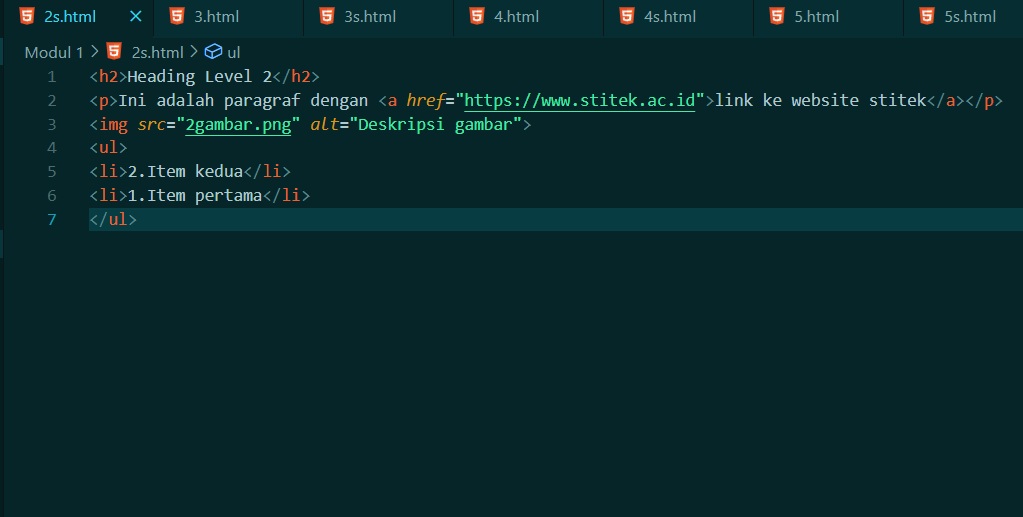 2s.html 3.html 3s.html 4.html 4s.html 5.html 5s.html
Modul 1 > 2s.html > ul
1 <h2>Heading Level 2</h2>
2 <p>Ini adalah paragraf dengan <a href="https://www.stitek.ac.id">link ke website stitek</a></p>
3 <img src="2gambar.png" alt="Deskripsi gambar">
4 <ul>
5 <li>2.Item kedua</li>
6 <li>1.Item pertama</li>
7 </ul>